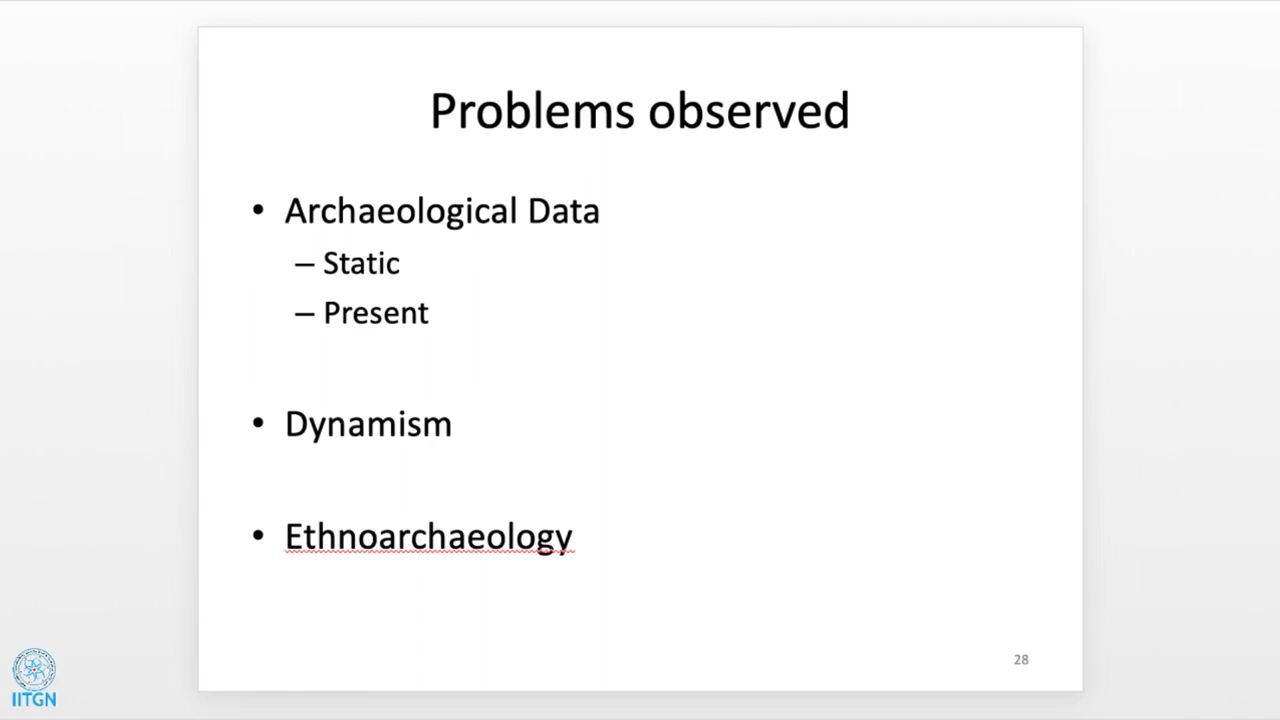 Problems observed
• Archaeological Data
– Static
– Present
• Dynamism
• Ethnoarchaeology
28
IITGN